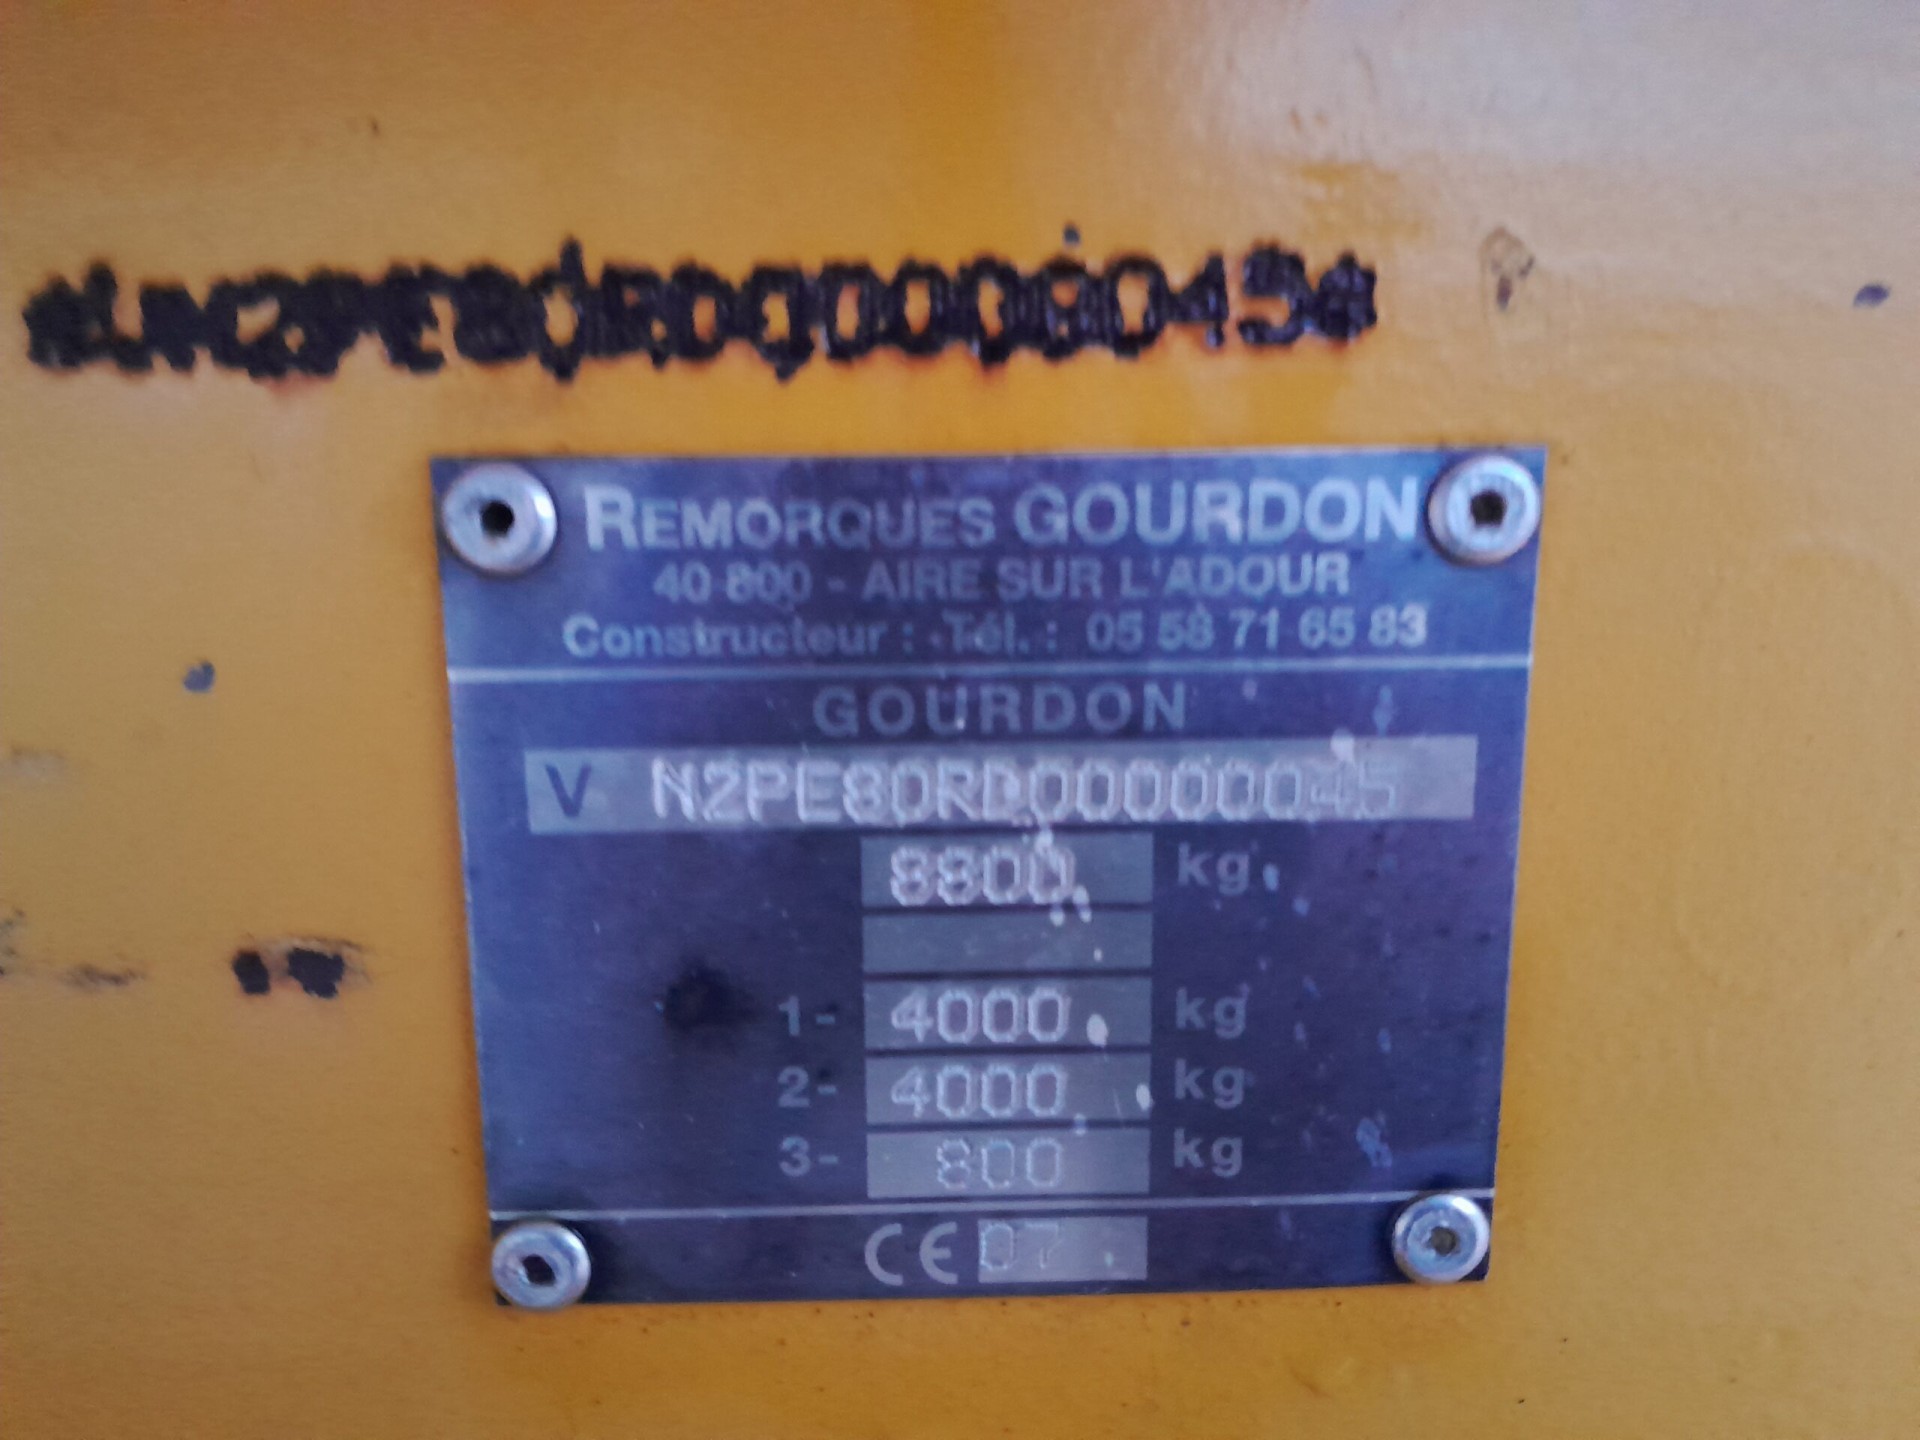 REMORQUES GOURDON
40 800 - AIRE SUR L'ADOUR
Constructeur : Tél. : 05 58 71 65 83
GOURDON
V N2PE80RD00000045
8800 kg
1- 4000 kg
2- 4000 kg
3- 800 kg
CE 07